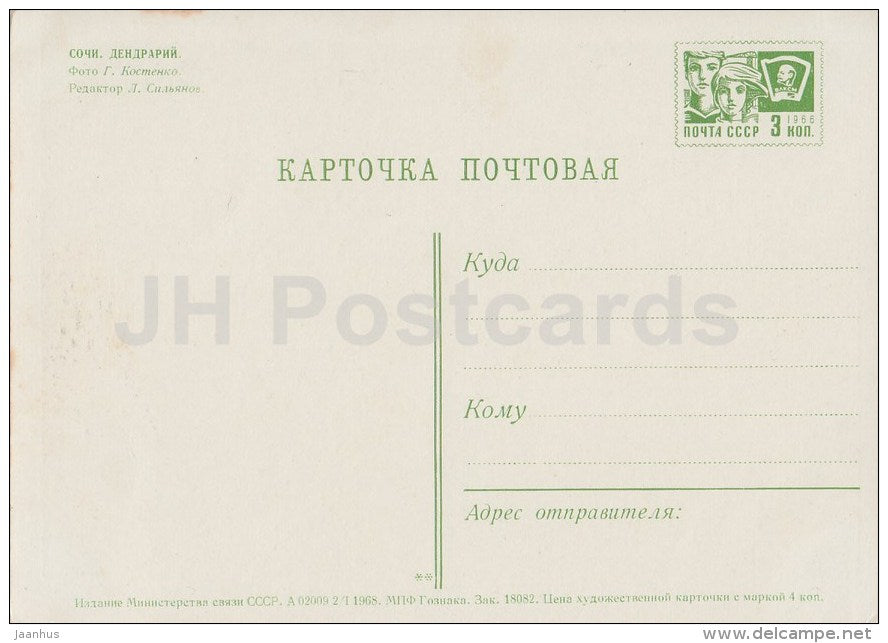 СОЧИ. ДЕНДРАРИЙ.
Фото Г. Костенко.
Редактор Л. Сильянов.
ВЛКСМ
1966
ПОЧТА СССР 3 КОП.
КАРТОЧКА ПОЧТОВАЯ
Куда
JH Postcards
Кому
Адрес отправителя:
**
Издание Министерства связи СССР. А 02009 2/I 1968. МПФ Гознака. Зак. 18082. Цена художественной карточки с маркой 4 коп.
jaanhus
http://www.delcampe.net